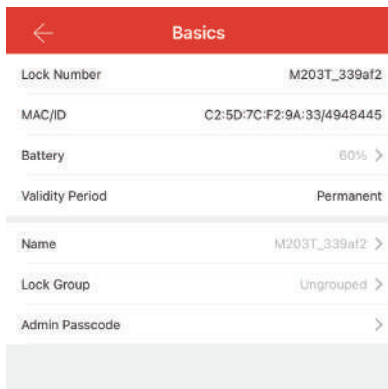 Basics
Lock Number M203T_339af2
MAC/ID C2:5D:7C:F2:9A:33/4948445
Battery 60%
Validity Period Permanent
Name M203T_339af2
Lock Group Ungrouped
Admin Passcode